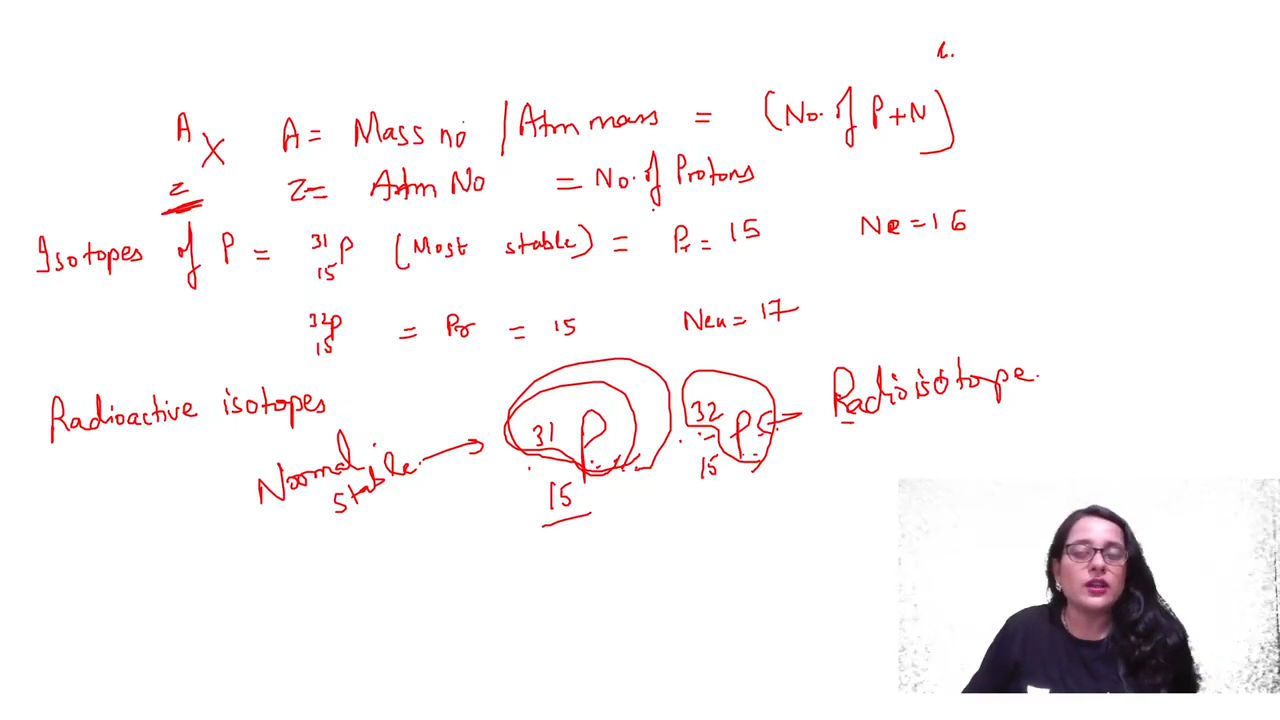 A X A = Mass no / Atm mass = (No. of P+N)
Z Z = Atm No = No. of Protons
Isotopes of P = 31 15 P (Most stable) = Pr = 15 Ne = 16
32 15 P = Pr = 15 Neu = 17
Radioactive isotopes
Normal stable → 31 15 P 32 15 P → Radioisotope.